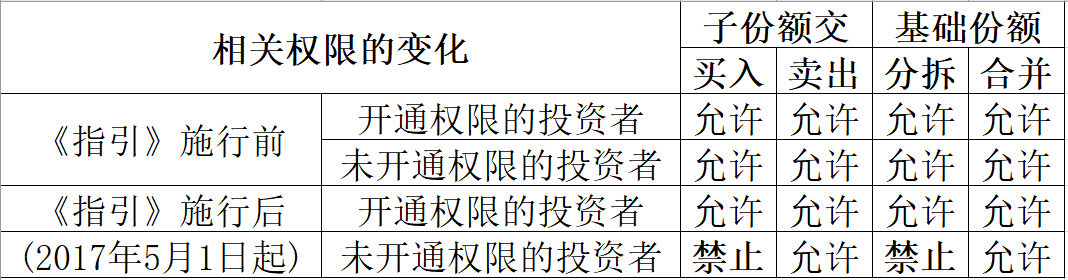 相关权限的变化 子份额交 基础份额
买入 卖出 分拆 合并
《指引》施行前 开通权限的投资者 允许 允许 允许 允许
未开通权限的投资者 允许 允许 允许 允许
《指引》施行后 开通权限的投资者 允许 允许 允许 允许
(2017年5月1日起) 未开通权限的投资者 禁止 允许 禁止 允许